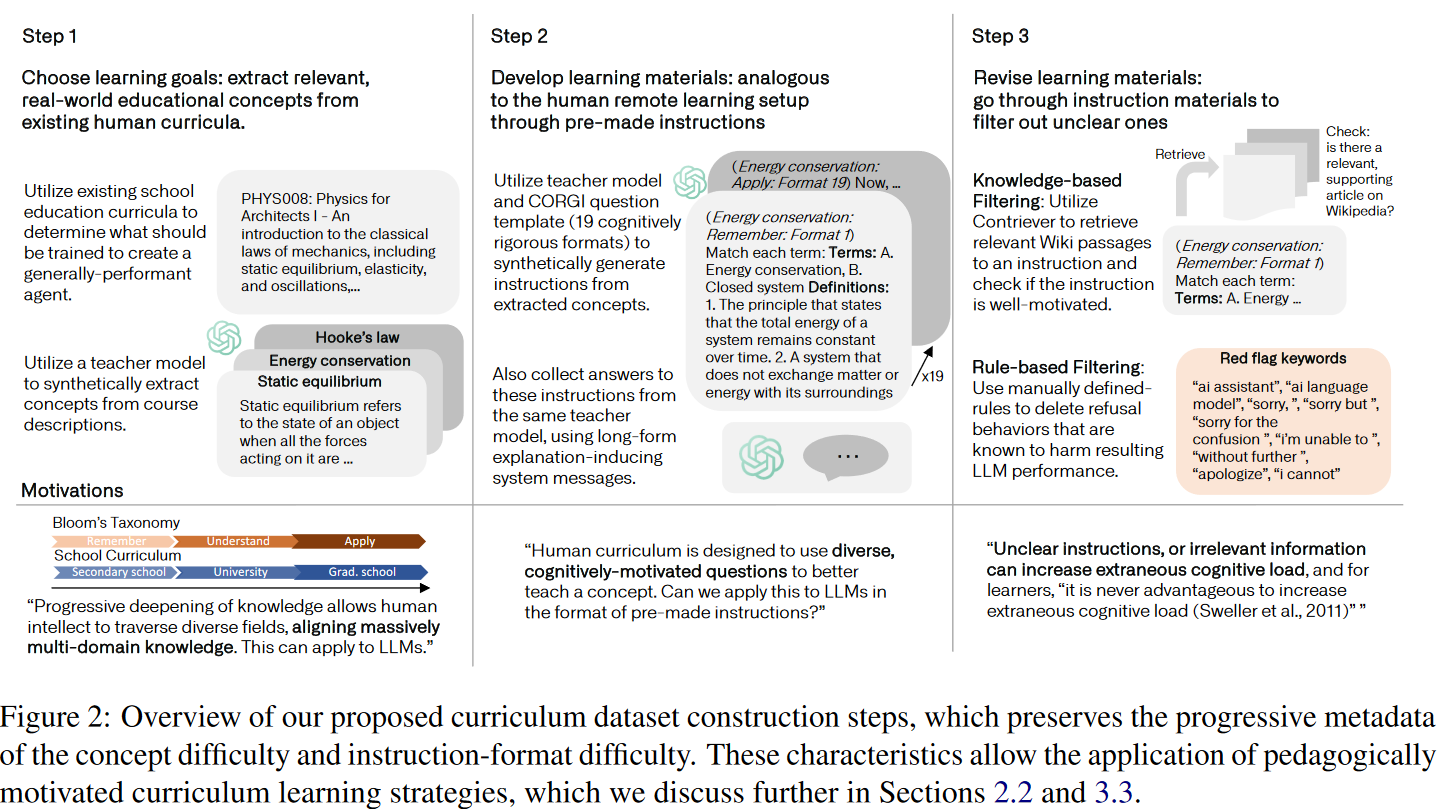 Step 1
Choose learning goals: extract relevant,
real-world educational concepts from
existing human curricula.
Utilize existing school
education curricula to
determine what should
be trained to create a
generally-performant
agent.
PHYS008: Physics for
Architects I - An
introduction to the classical
laws of mechanics, including
static equilibrium, elasticity,
and oscillations,...
Utilize a teacher model
to synthetically extract
concepts from course
descriptions.
Hooke's law
Energy conservation
Static equilibrium
Static equilibrium refers
to the state of an object
when all the forces
acting on it are ...
Step 2
Develop learning materials: analogous
to the human remote learning setup
through pre-made instructions
Utilize teacher model
and CORGI question
template (19 cognitively
rigorous formats) to
synthetically generate
instructions from
extracted concepts.
(Energy conservation:
Apply: Format 19) Now, ...
(Energy conservation:
Remember: Format 1)
Match each term: Terms: A.
Energy conservation, B.
Closed system Definitions:
1. The principle that states
that the total energy of a
system remains constant
over time. 2. A system that
does not exchange matter or
energy with its surroundings
x19
Also collect answers to
these instructions from
the same teacher
model, using long-form
explanation-inducing
system messages.
...
Step 3
Revise learning materials:
go through instruction materials to
filter out unclear ones
Retrieve
Check:
is there a
relevant,
supporting
article on
Wikipedia?
Knowledge-based
Filtering: Utilize
Contriever to retrieve
relevant Wiki passages
to an instruction and
check if the instruction
is well-motivated.
(Energy conservation:
Remember: Format 1)
Match each term:
Terms: A. Energy ...
Rule-based Filtering:
Use manually defined-
rules to delete refusal
behaviors that are
known to harm resulting
LLM performance.
Red flag keywords
“ai assistant”, “ai language
model”, “sorry, ”, “sorry but ”,
“sorry for the
confusion ”, “i'm unable to ”,
“without further ”,
“apologize”, “i cannot”
Motivations
Bloom's Taxonomy
Remember Understand Apply
School Curriculum
Secondary school University Grad. school
“Progressive deepening of knowledge allows human
intellect to traverse diverse fields, aligning massively
multi-domain knowledge. This can apply to LLMs.”
“Human curriculum is designed to use diverse,
cognitively-motivated questions to better
teach a concept. Can we apply this to LLMs in
the format of pre-made instructions?”
“Unclear instructions, or irrelevant information
can increase extraneous cognitive load, and for
learners, “it is never advantageous to increase
extraneous cognitive load (Sweller et al., 2011)” ”
Figure 2: Overview of our proposed curriculum dataset construction steps, which preserves the progressive metadata
of the concept difficulty and instruction-format difficulty. These characteristics allow the application of pedagogically
motivated curriculum learning strategies, which we discuss further in Sections 2.2 and 3.3.